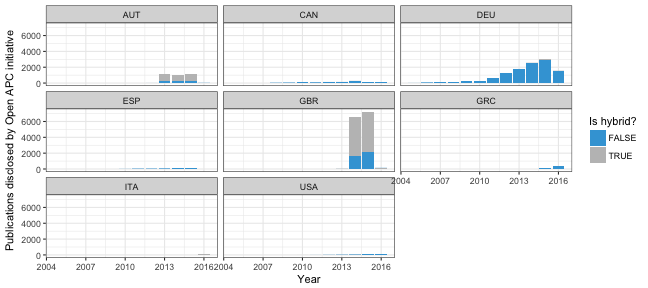 AUT
CAN
DEU
6000
4000
2000
0
ESP
GBR
GRC
6000
4000
2000
0
2004
2007
2010
2013
2016
ITA
USA
6000
4000
2000
0
2004
2007
2010
2013
2016
2004
2007
2010
2013
2016
Year
Publications disclosed by Open APC initiative
Is hybrid?
FALSE
TRUE